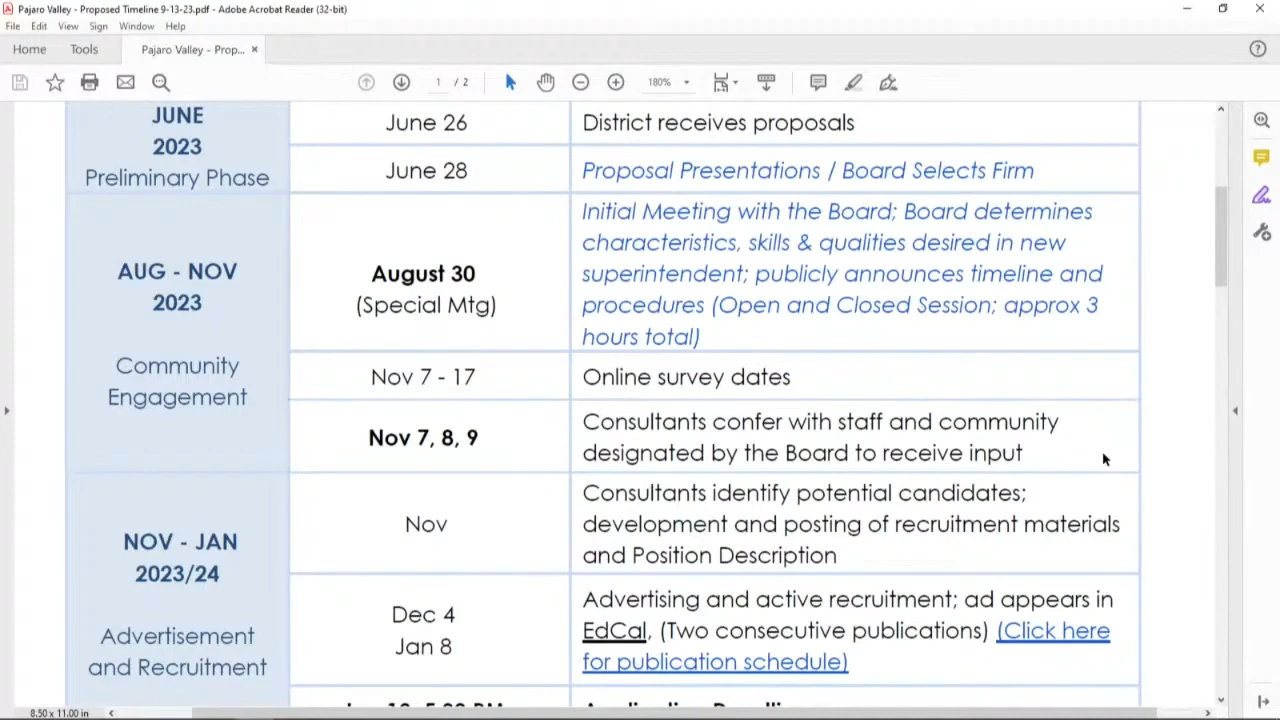 Pajaro Valley - Proposed Timeline 9-13-23.pdf - Adobe Acrobat Reader (32-bit)
File Edit View Sign Window Help
Home Tools Pajaro Valley - Prop... ×
1 / 2 180%
JUNE
2023
Preliminary Phase
June 26
District receives proposals
June 28
Proposal Presentations / Board Selects Firm
AUG - NOV
2023
Community
Engagement
August 30
(Special Mtg)
Initial Meeting with the Board; Board determines
characteristics, skills & qualities desired in new
superintendent; publicly announces timeline and
procedures (Open and Closed Session; approx 3
hours total)
Nov 7 - 17
Online survey dates
Nov 7, 8, 9
Consultants confer with staff and community
designated by the Board to receive input
NOV - JAN
2023/24
Advertisement
and Recruitment
Nov
Consultants identify potential candidates;
development and posting of recruitment materials
and Position Description
Dec 4
Jan 8
Advertising and active recruitment; ad appears in
EdCal, (Two consecutive publications) (Click here
for publication schedule)
8.50 x 11.00 in